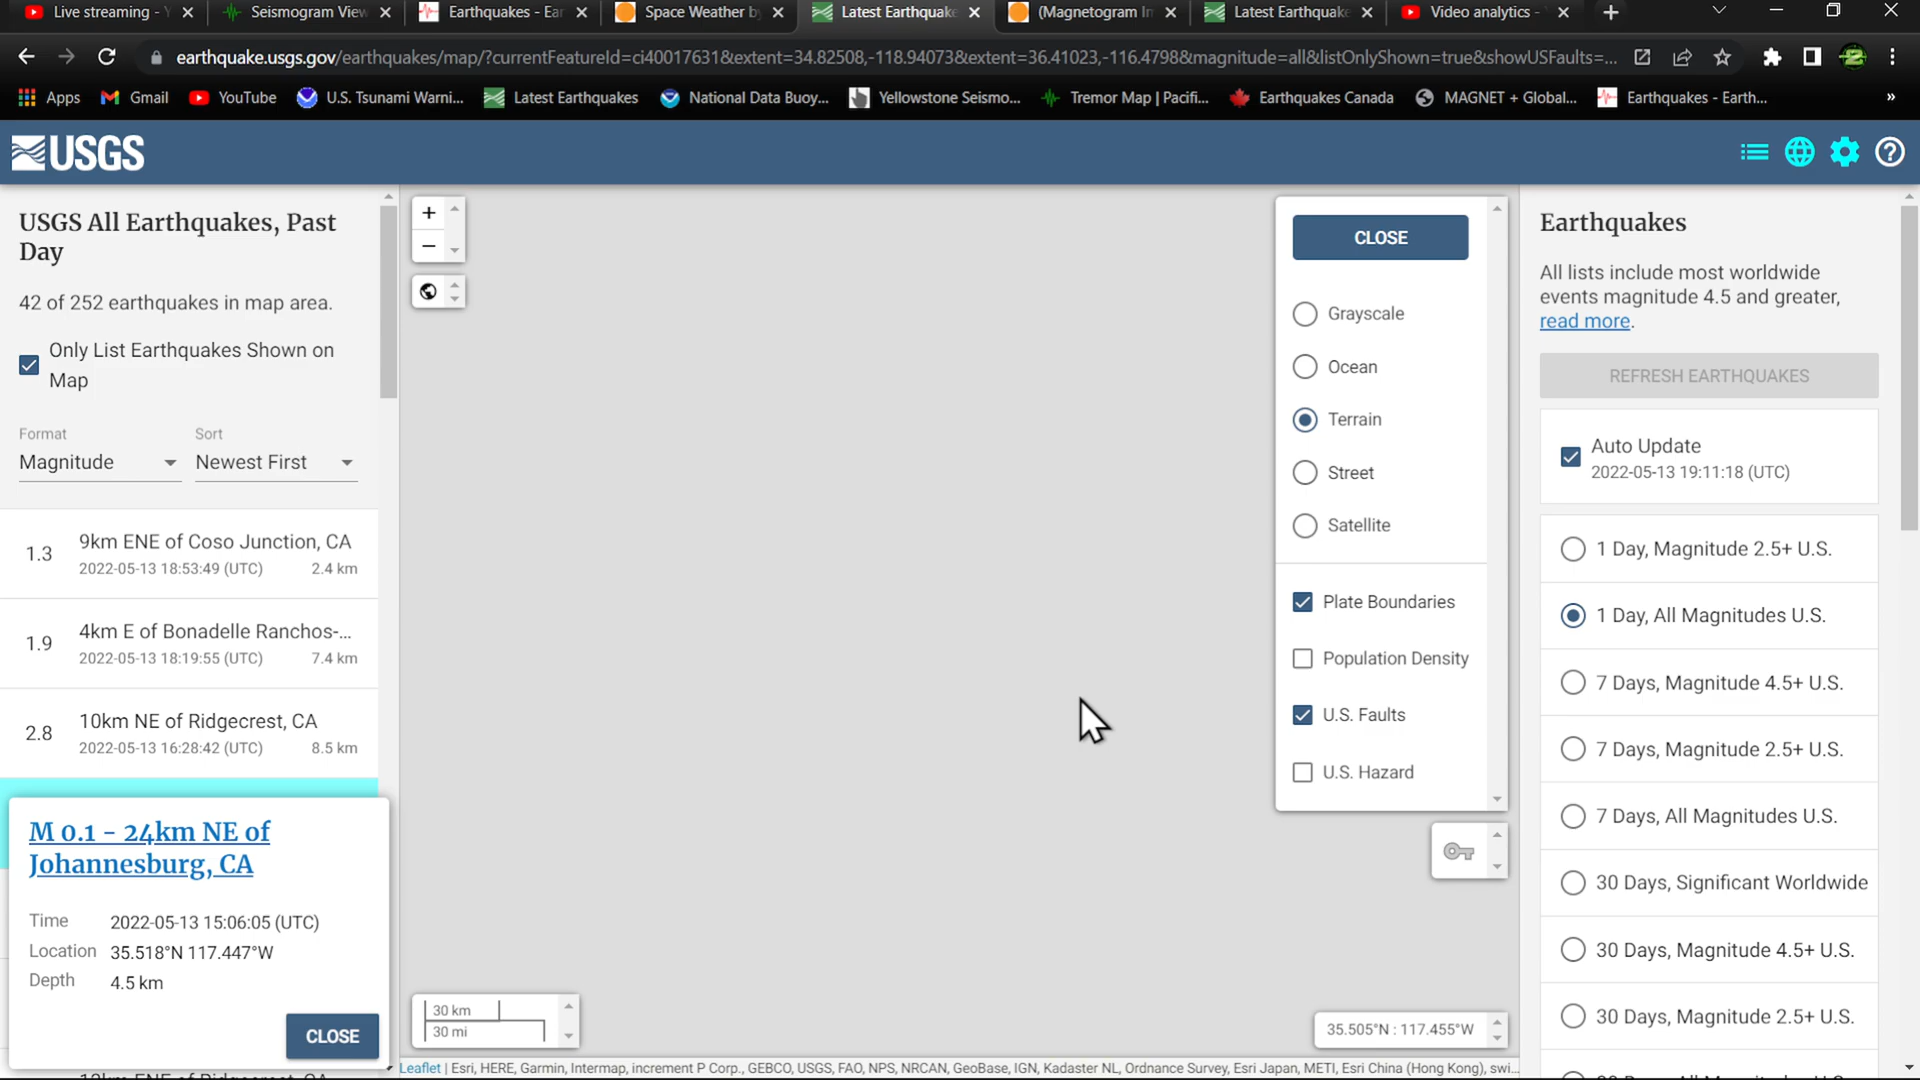 Live streaming - Y
Seismogram View
Earthquakes - Ear
Space Weather by
Latest Earthquake
(Magnetogram In
Latest Earthquake
Video analytics -
earthquake.usgs.gov/earthquakes/map/?currentFeatureId=ci40017631&extent=34.82508,-118.94073&extent=36.41023,-116.4798&magnitude=all&listOnlyShown=true&showUSFaults=...
Apps
Gmail
YouTube
U.S. Tsunami Warni...
Latest Earthquakes
National Data Buoy...
Yellowstone Seismo...
Tremor Map | Pacifi...
Earthquakes Canada
MAGNET + Global...
Earthquakes - Earth...
»
USGS
USGS All Earthquakes, Past
Day
42 of 252 earthquakes in map area.
Only List Earthquakes Shown on
Map
Format
Sort
Magnitude
Newest First
1.3
9km ENE of Coso Junction, CA
2022-05-13 18:53:49 (UTC)
2.4 km
1.9
4km E of Bonadelle Ranchos-...
2022-05-13 18:19:55 (UTC)
7.4 km
2.8
10km NE of Ridgecrest, CA
2022-05-13 16:28:42 (UTC)
8.5 km
M 0.1 - 24km NE of
Johannesburg, CA
Time 2022-05-13 15:06:05 (UTC)
Location 35.518°N 117.447°W
Depth 4.5 km
CLOSE
12km ENE of Ridgecrest, CA
+
−
30 km
30 mi
CLOSE
Grayscale
Ocean
Terrain
Street
Satellite
Plate Boundaries
Population Density
U.S. Faults
U.S. Hazard
35.505°N : 117.455°W
Leaflet | Esri, HERE, Garmin, Intermap, increment P Corp., GEBCO, USGS, FAO, NPS, NRCAN, GeoBase, IGN, Kadaster NL, Ordnance Survey, Esri Japan, METI, Esri China (Hong Kong), swi...
Earthquakes
All lists include most worldwide
events magnitude 4.5 and greater,
read more.
REFRESH EARTHQUAKES
Auto Update
2022-05-13 19:11:18 (UTC)
1 Day, Magnitude 2.5+ U.S.
1 Day, All Magnitudes U.S.
7 Days, Magnitude 4.5+ U.S.
7 Days, Magnitude 2.5+ U.S.
7 Days, All Magnitudes U.S.
30 Days, Significant Worldwide
30 Days, Magnitude 4.5+ U.S.
30 Days, Magnitude 2.5+ U.S.